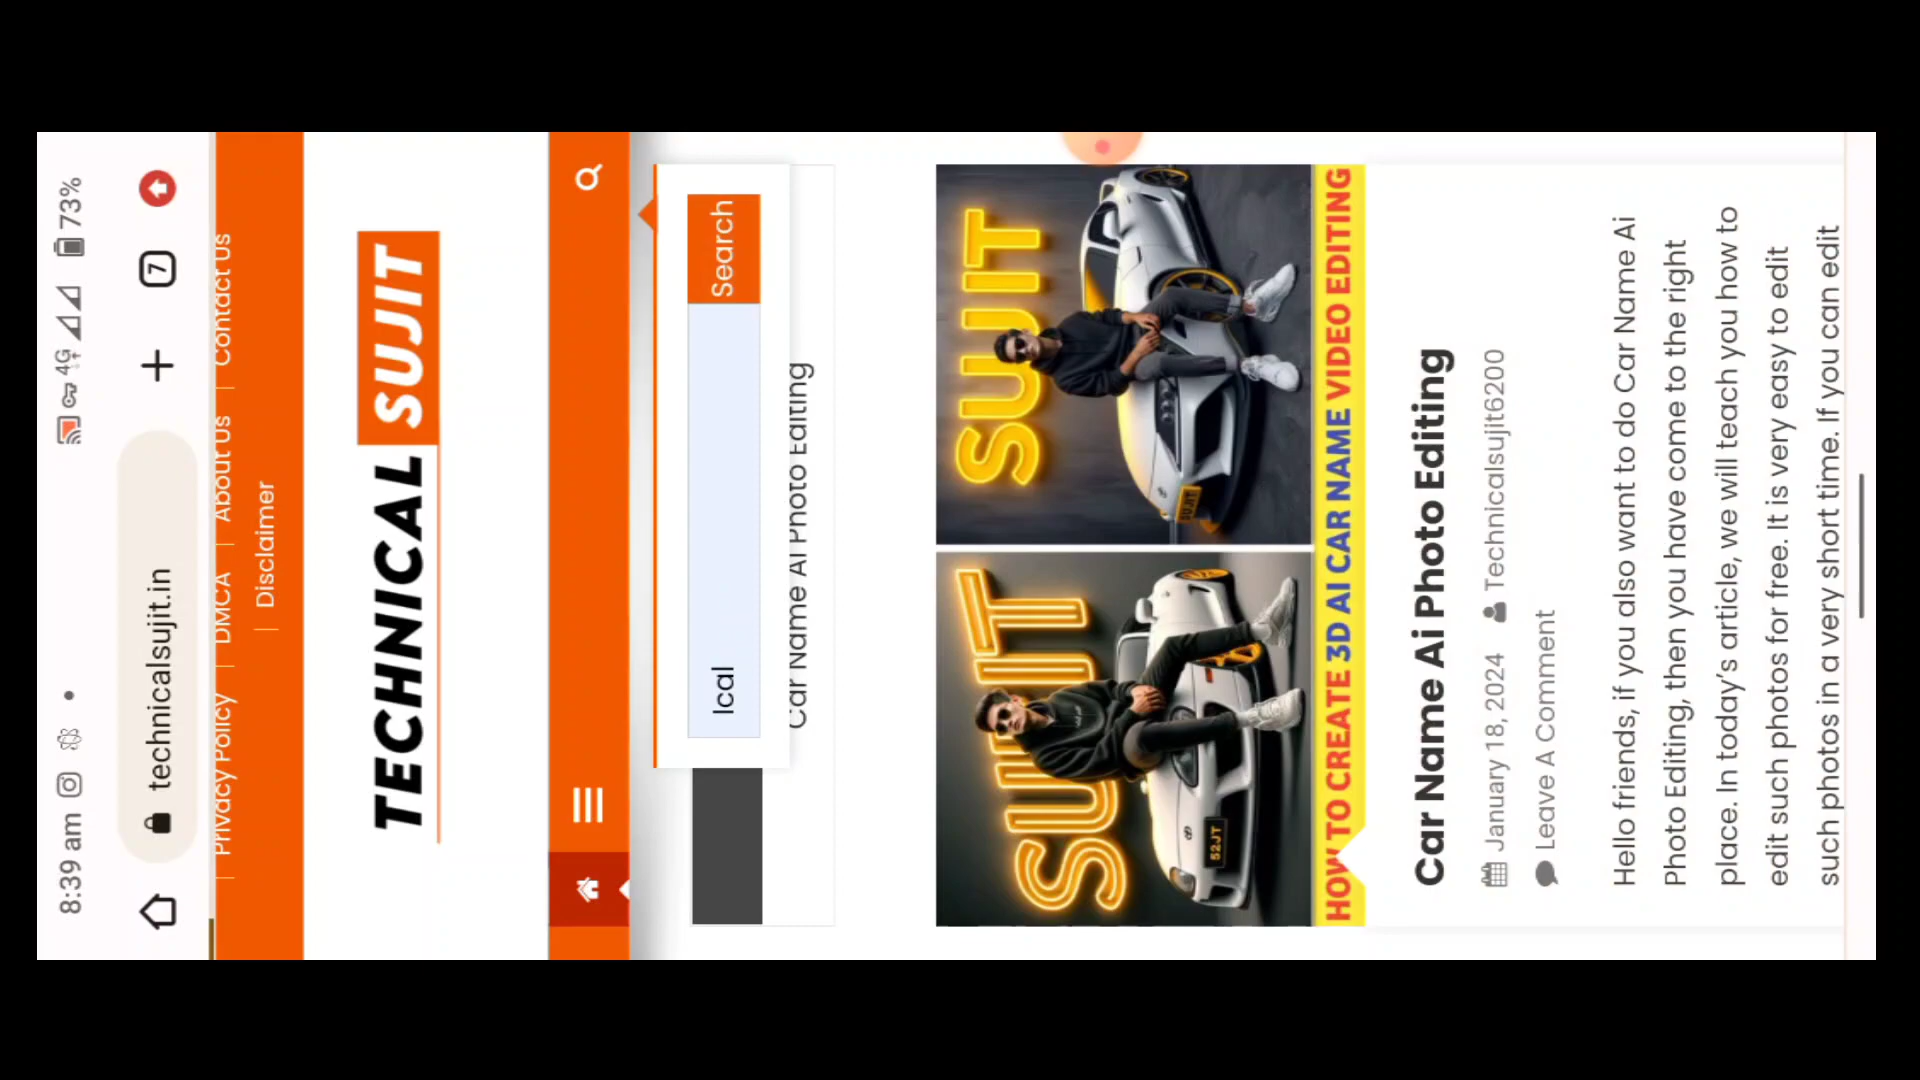 8:39 am 4G 73%
technicalsujit.in 7
Privacy Policy | DMCA | About Us | Contact Us
| Disclaimer
TECHNICAL SUJIT
Ical Search
Car Name Ai Photo Editing
SUJIT SUJIT
52JT SUJIT
HOW TO CREATE 3D AI CAR NAME VIDEO EDITING
Car Name Ai Photo Editing
January 18, 2024 Technicalsujit6200
Leave A Comment
Hello friends, if you also want to do Car Name Ai
Photo Editing, then you have come to the right
place. In today's article, we will teach you how to
edit such photos for free. It is very easy to edit
such photos in a very short time. If you can edit